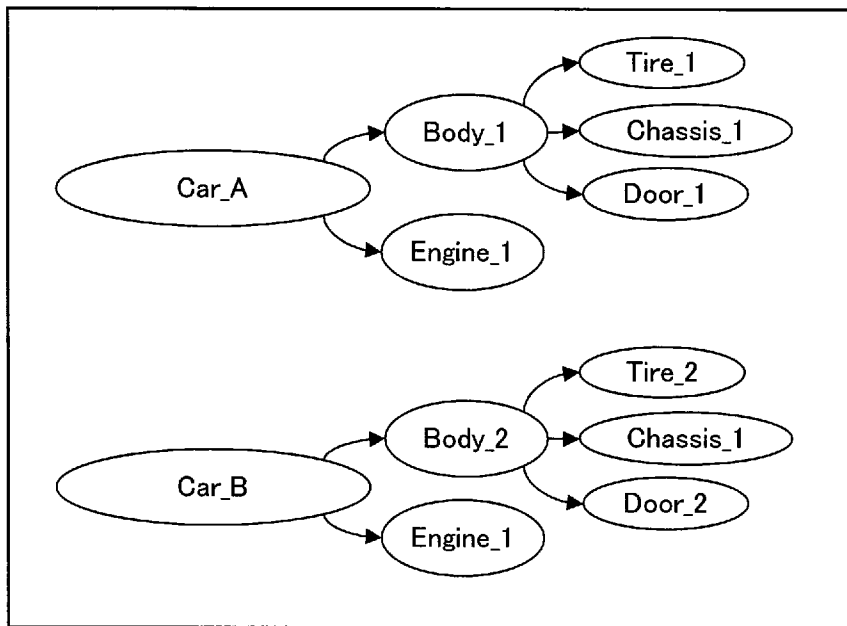 Tire_1
Body_1
Chassis_1
Car_A
Door_1
Engine_1
Tire_2
Body_2
Chassis_1
Car_B
Door_2
Engine_1